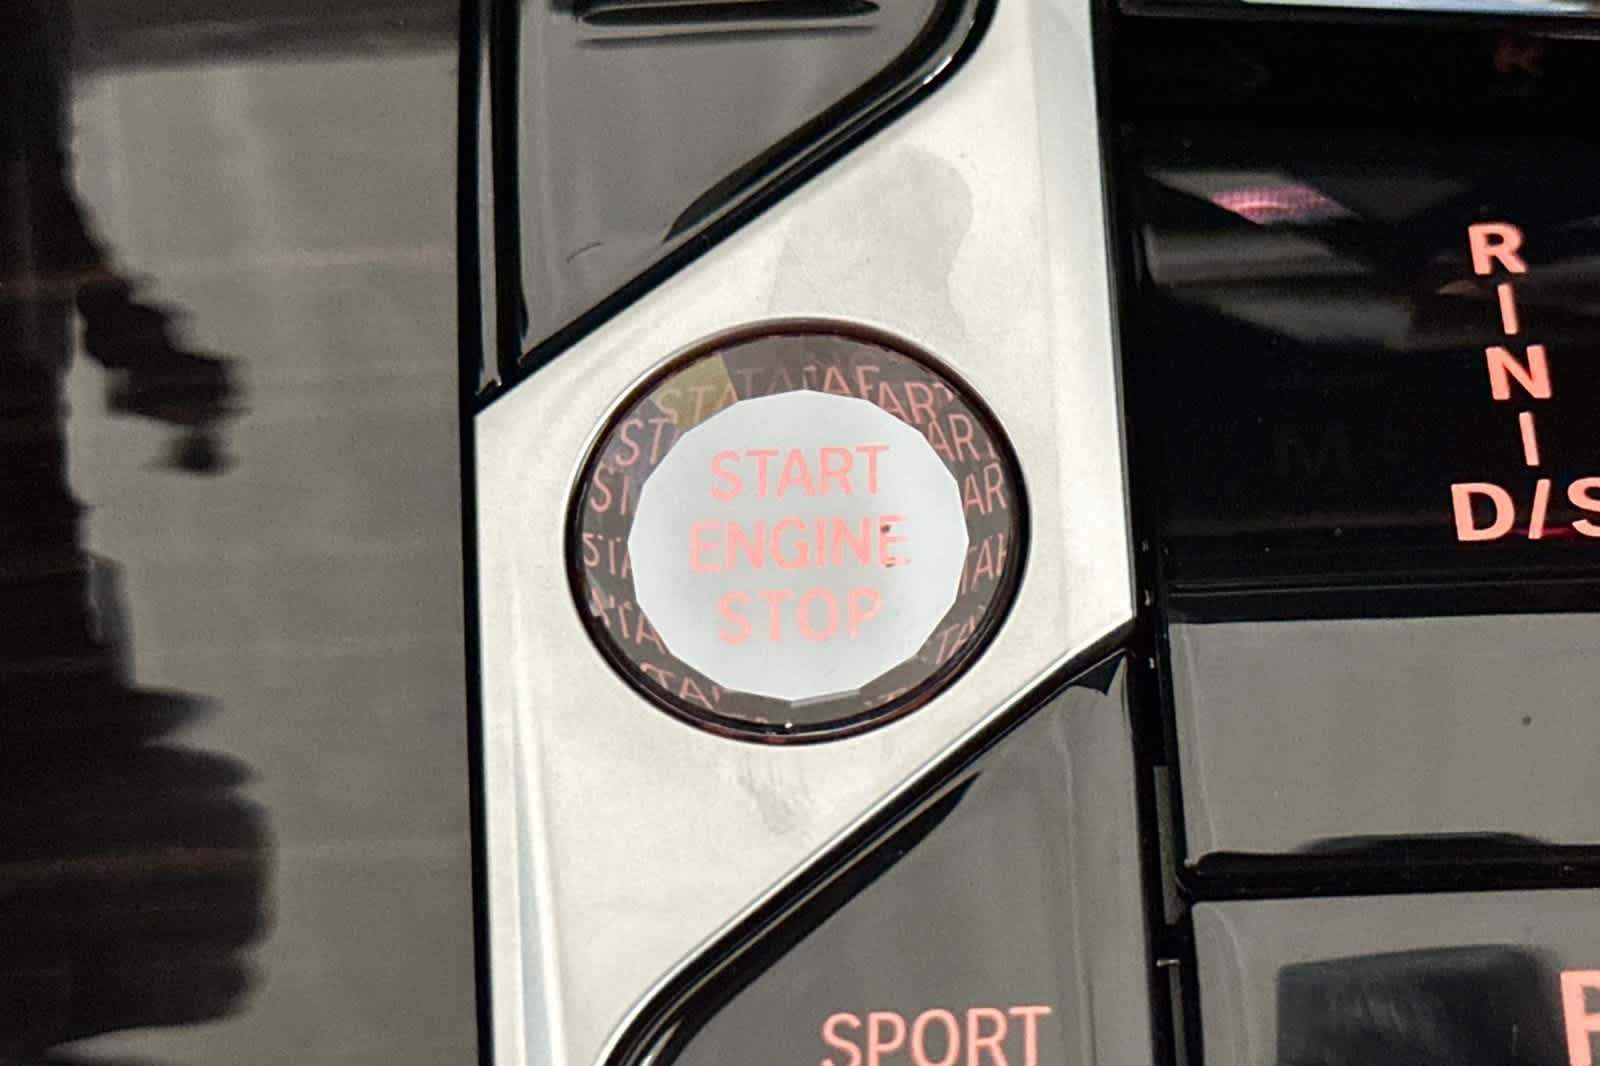 START
ENGINE
STOP
R
I
N
I
D/S
SPORT
P